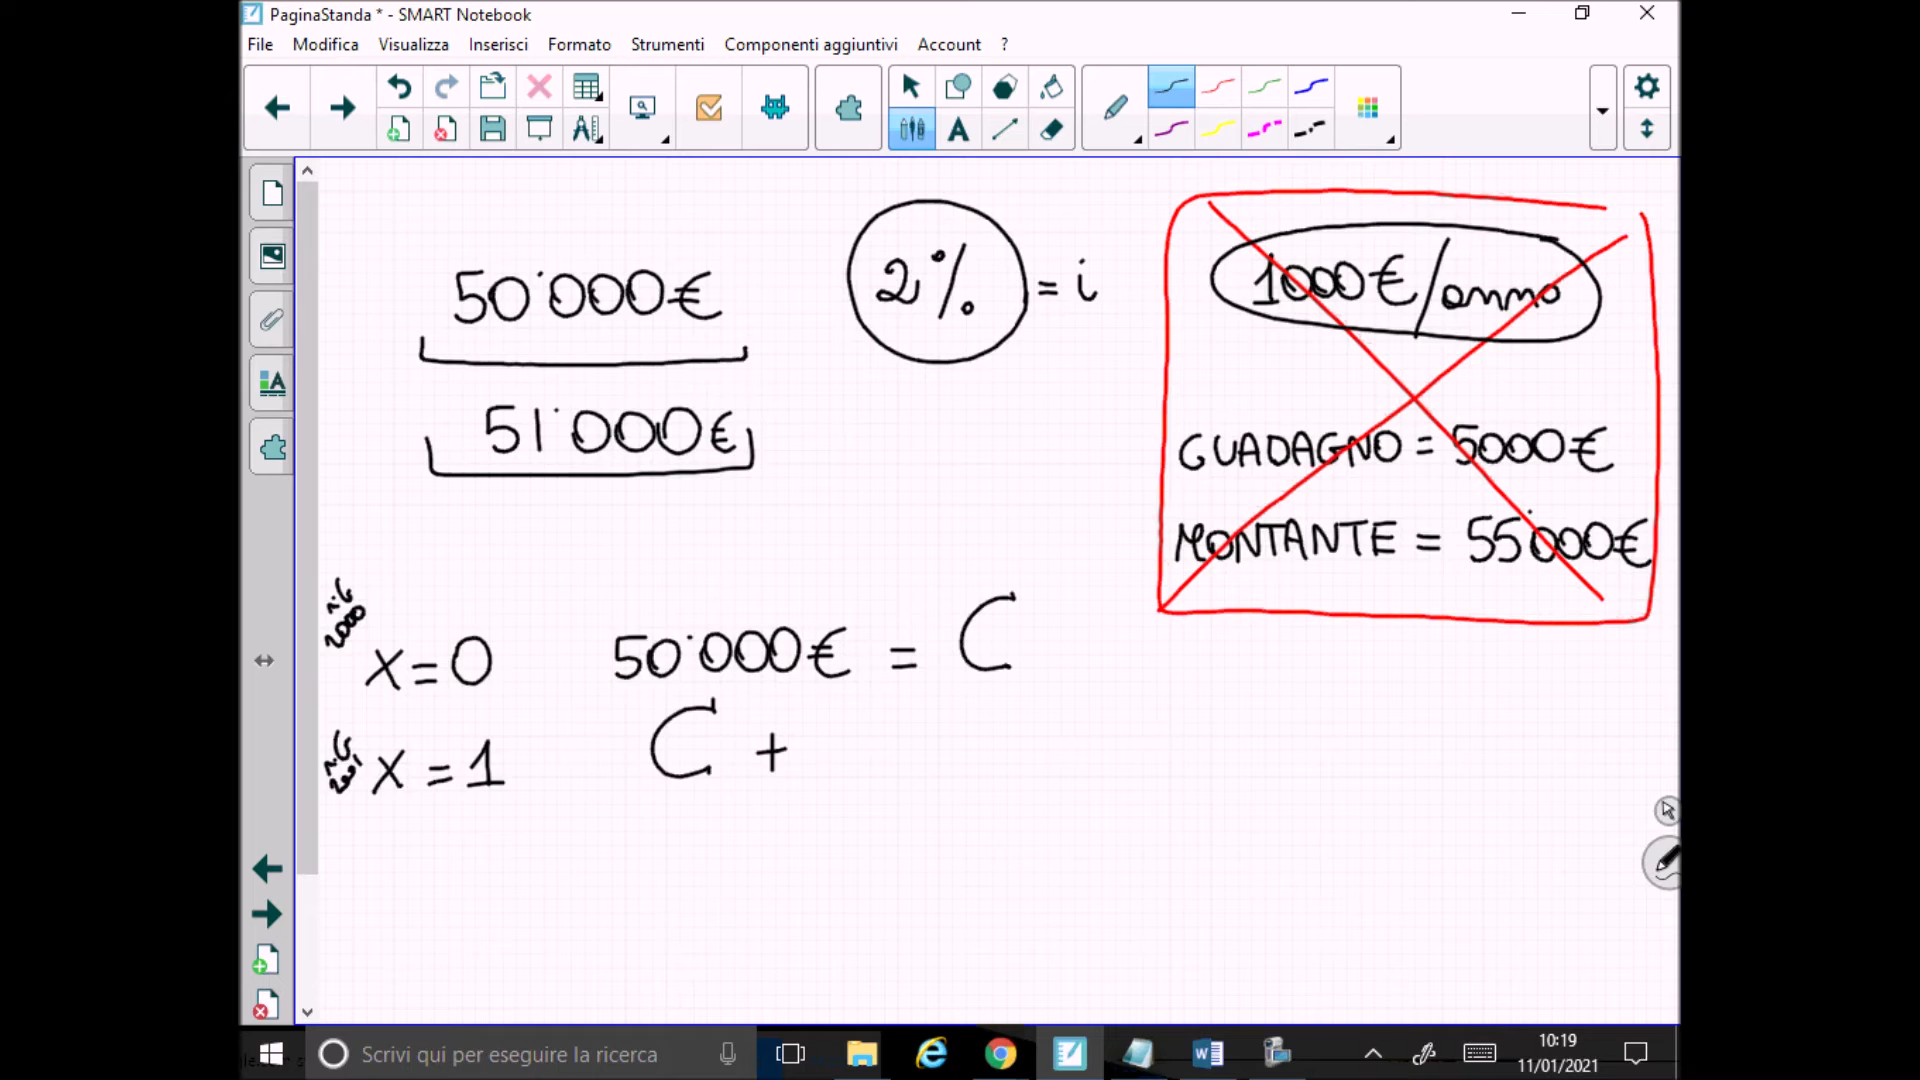 PaginaStanda * - SMART Notebook
File Modifica Visualizza Inserisci Formato Strumenti Componenti aggiuntivi Account ?
50'000€
2% = i
1000€/anno
51'000€
GUADAGNO = 5000€
MONTANTE = 55'000€
2000
x=0 50'000€ = C
2001
x=1 C +
Scrivi qui per eseguire la ricerca
10:19
11/01/2021